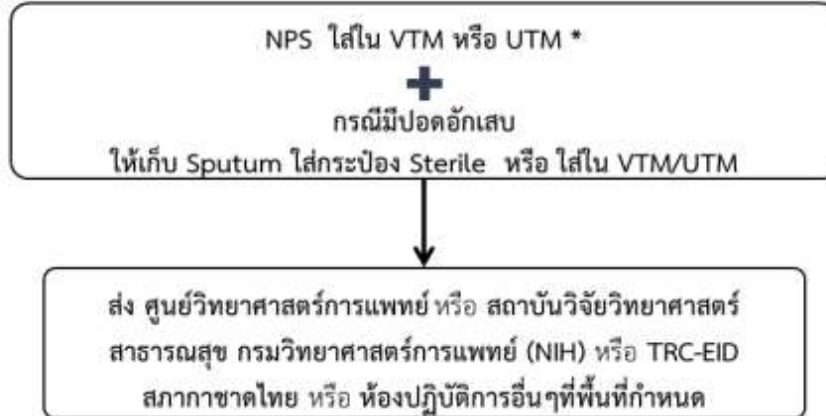 NPS ใส่ใน VTM หรือ UTM *
กรณีมีปอดอักเสบ
ให้เก็บ Sputum ใส่กระป๋อง Sterile หรือ ใส่ใน VTM/UTM
ส่ง ศูนย์วิทยาศาสตร์การแพทย์ หรือ สถาบันวิจัยวิทยาศาสตร์
สาธารณสุข กรมวิทยาศาสตร์การแพทย์ (NIH) หรือ TRC-EID
สภากาชาดไทย หรือ ห้องปฏิบัติการอื่นๆที่พื้นที่กำหนด